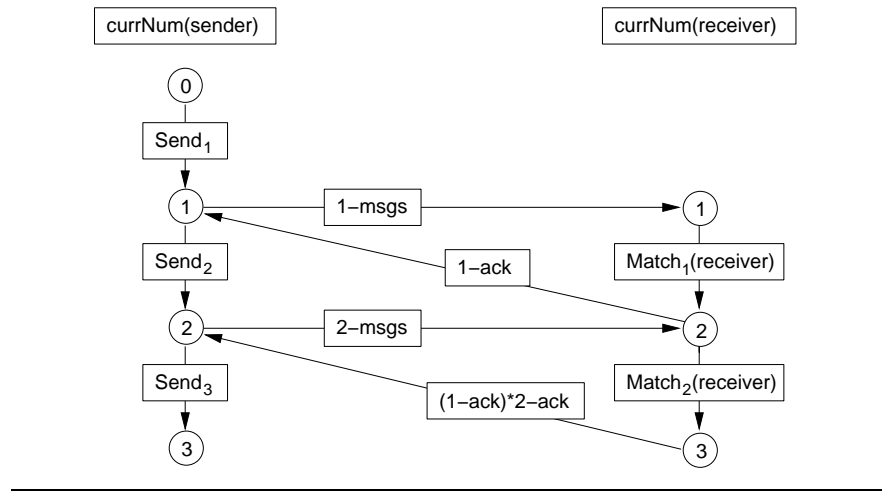 currNum(sender)
currNum(receiver)
0
Send1
1
1−msgs
1
Send2
1−ack
Match1(receiver)
2
2−msgs
2
Send3
(1−ack)*2−ack
Match2(receiver)
3
3